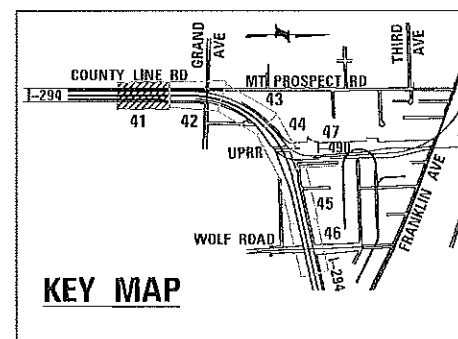 GRAND
AVE
THIRD
AVE
N
COUNTY LINE RD
MT PROSPECT RD
I-294
41
42
43
44
47
490
UPRR
45
46
WOLF ROAD
I-294
FRANKLIN AVE
KEY MAP